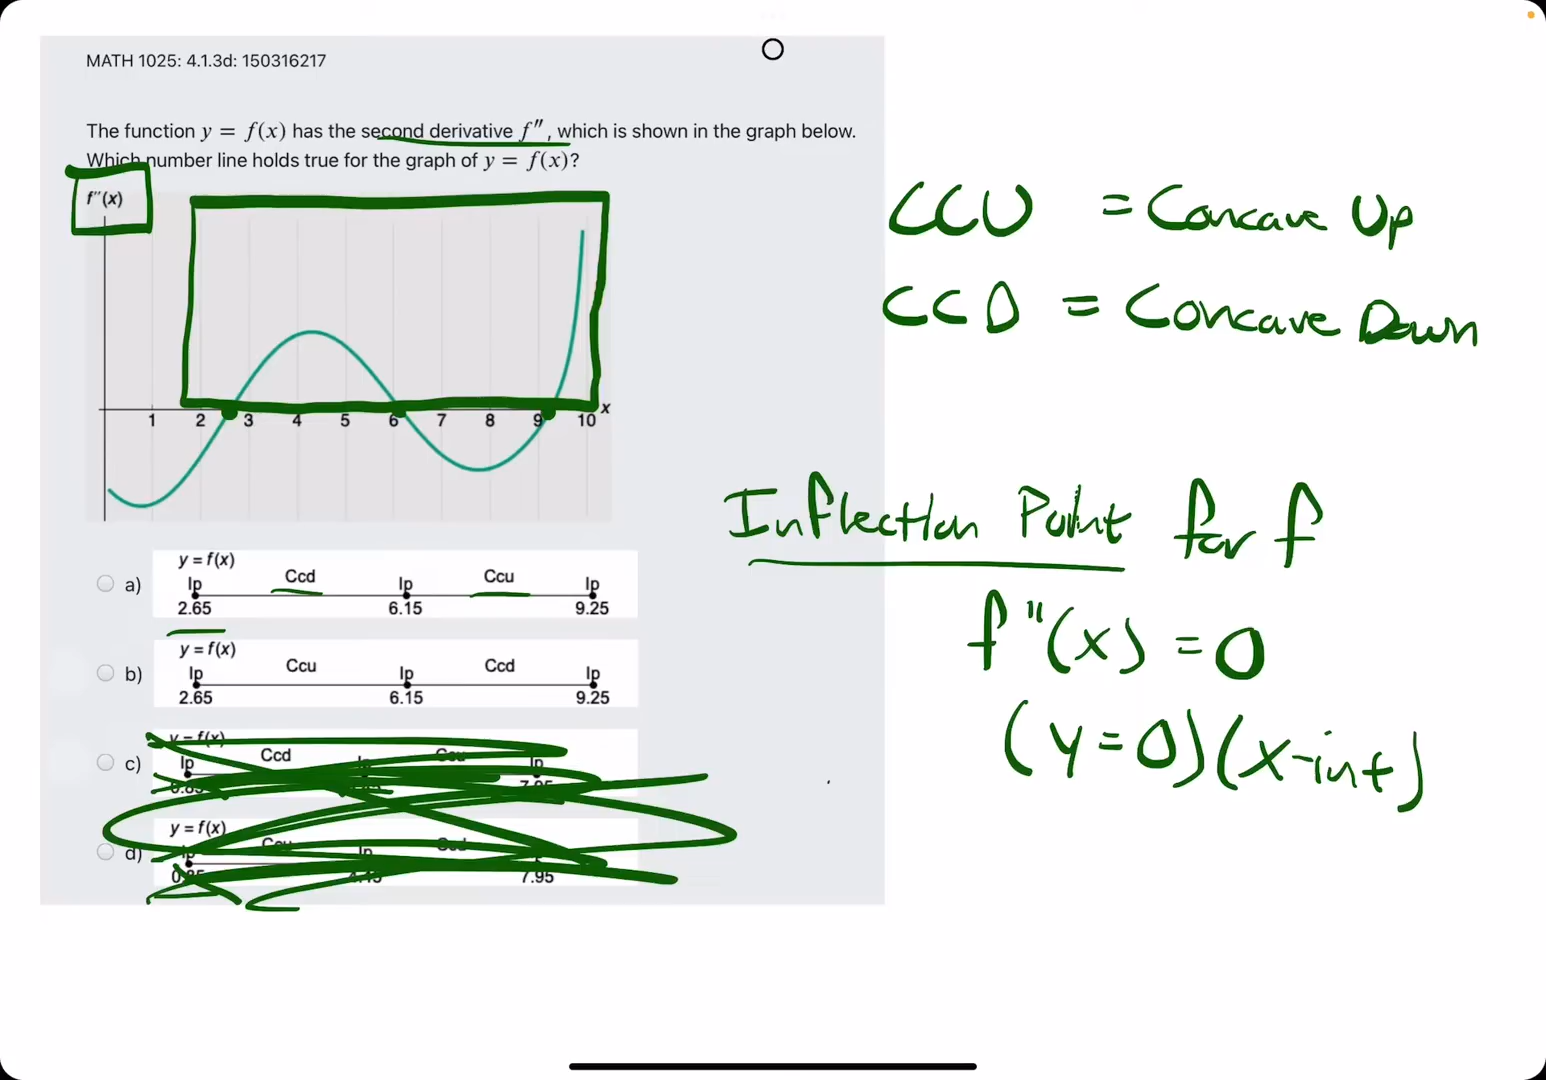 MATH 1025: 4.1.3d: 150316217
The function y = f(x) has the second derivative f″, which is shown in the graph below.
Which number line holds true for the graph of y = f(x)?
f″(x)
x
1 2 3 4 5 6 7 8 9 10
a)
y = f(x)
Ip Ccd Ip Ccu Ip
2.65 6.15 9.25
b)
y = f(x)
Ip Ccu Ip Ccd Ip
2.65 6.15 9.25
c)
y = f(x)
Ip Ccd Ip
d)
y = f(x)
Ip
7.95
CCU = Concave Up
CCD = Concave Down
Inflection Point for f
f"(x) = 0
(y=0)(x-int)